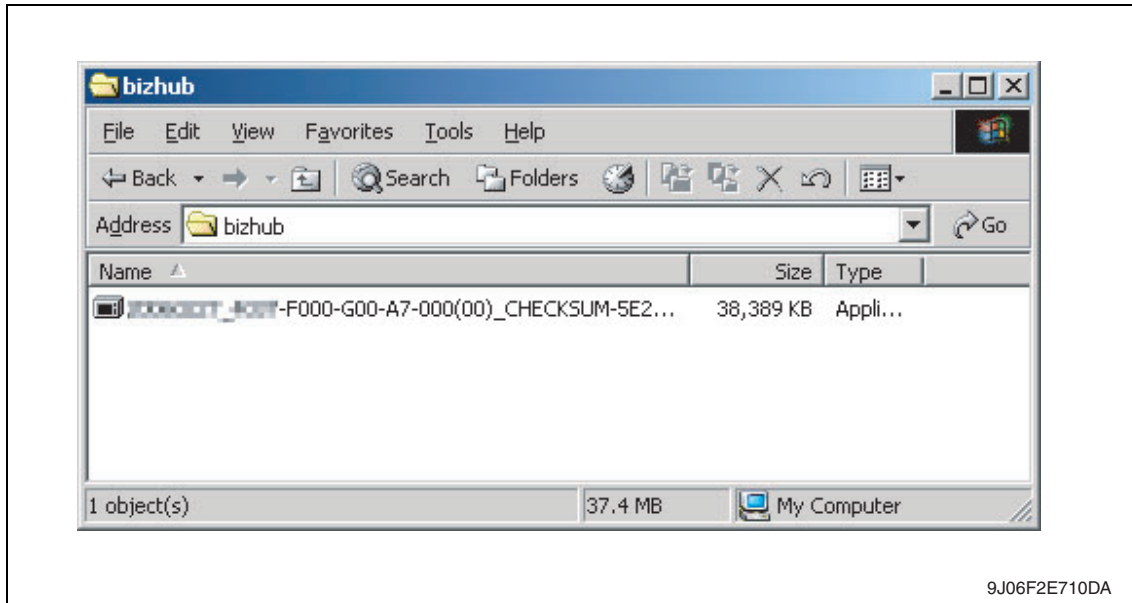 bizhub
File Edit View Favorites Tools Help
Back Search Folders
Address bizhub Go
Name Size Type
-F000-G00-A7-000(00)_CHECKSUM-5E2... 38,389 KB Appli...
1 object(s) 37.4 MB My Computer
9J06F2E710DA